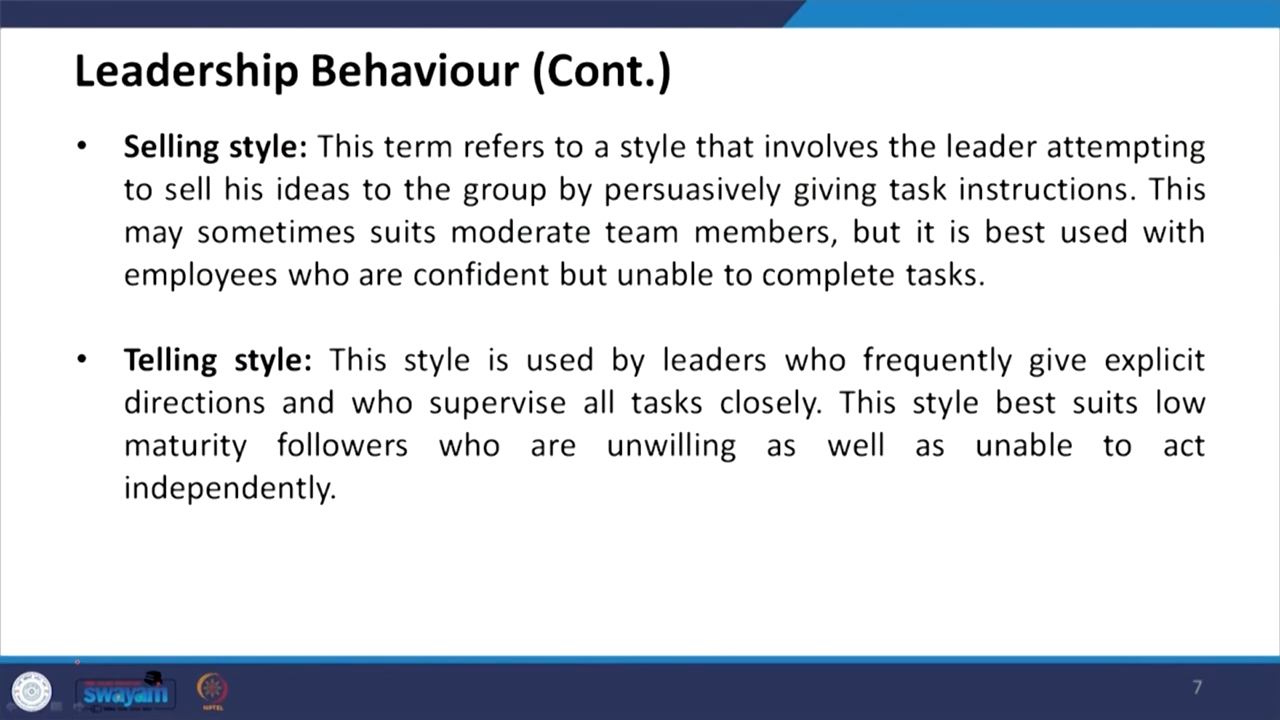 Leadership Behaviour (Cont.)
• Selling style: This term refers to a style that involves the leader attempting
to sell his ideas to the group by persuasively giving task instructions. This
may sometimes suits moderate team members, but it is best used with
employees who are confident but unable to complete tasks.
• Telling style: This style is used by leaders who frequently give explicit
directions and who supervise all tasks closely. This style best suits low
maturity followers who are unwilling as well as unable to act
independently.
swayam
7